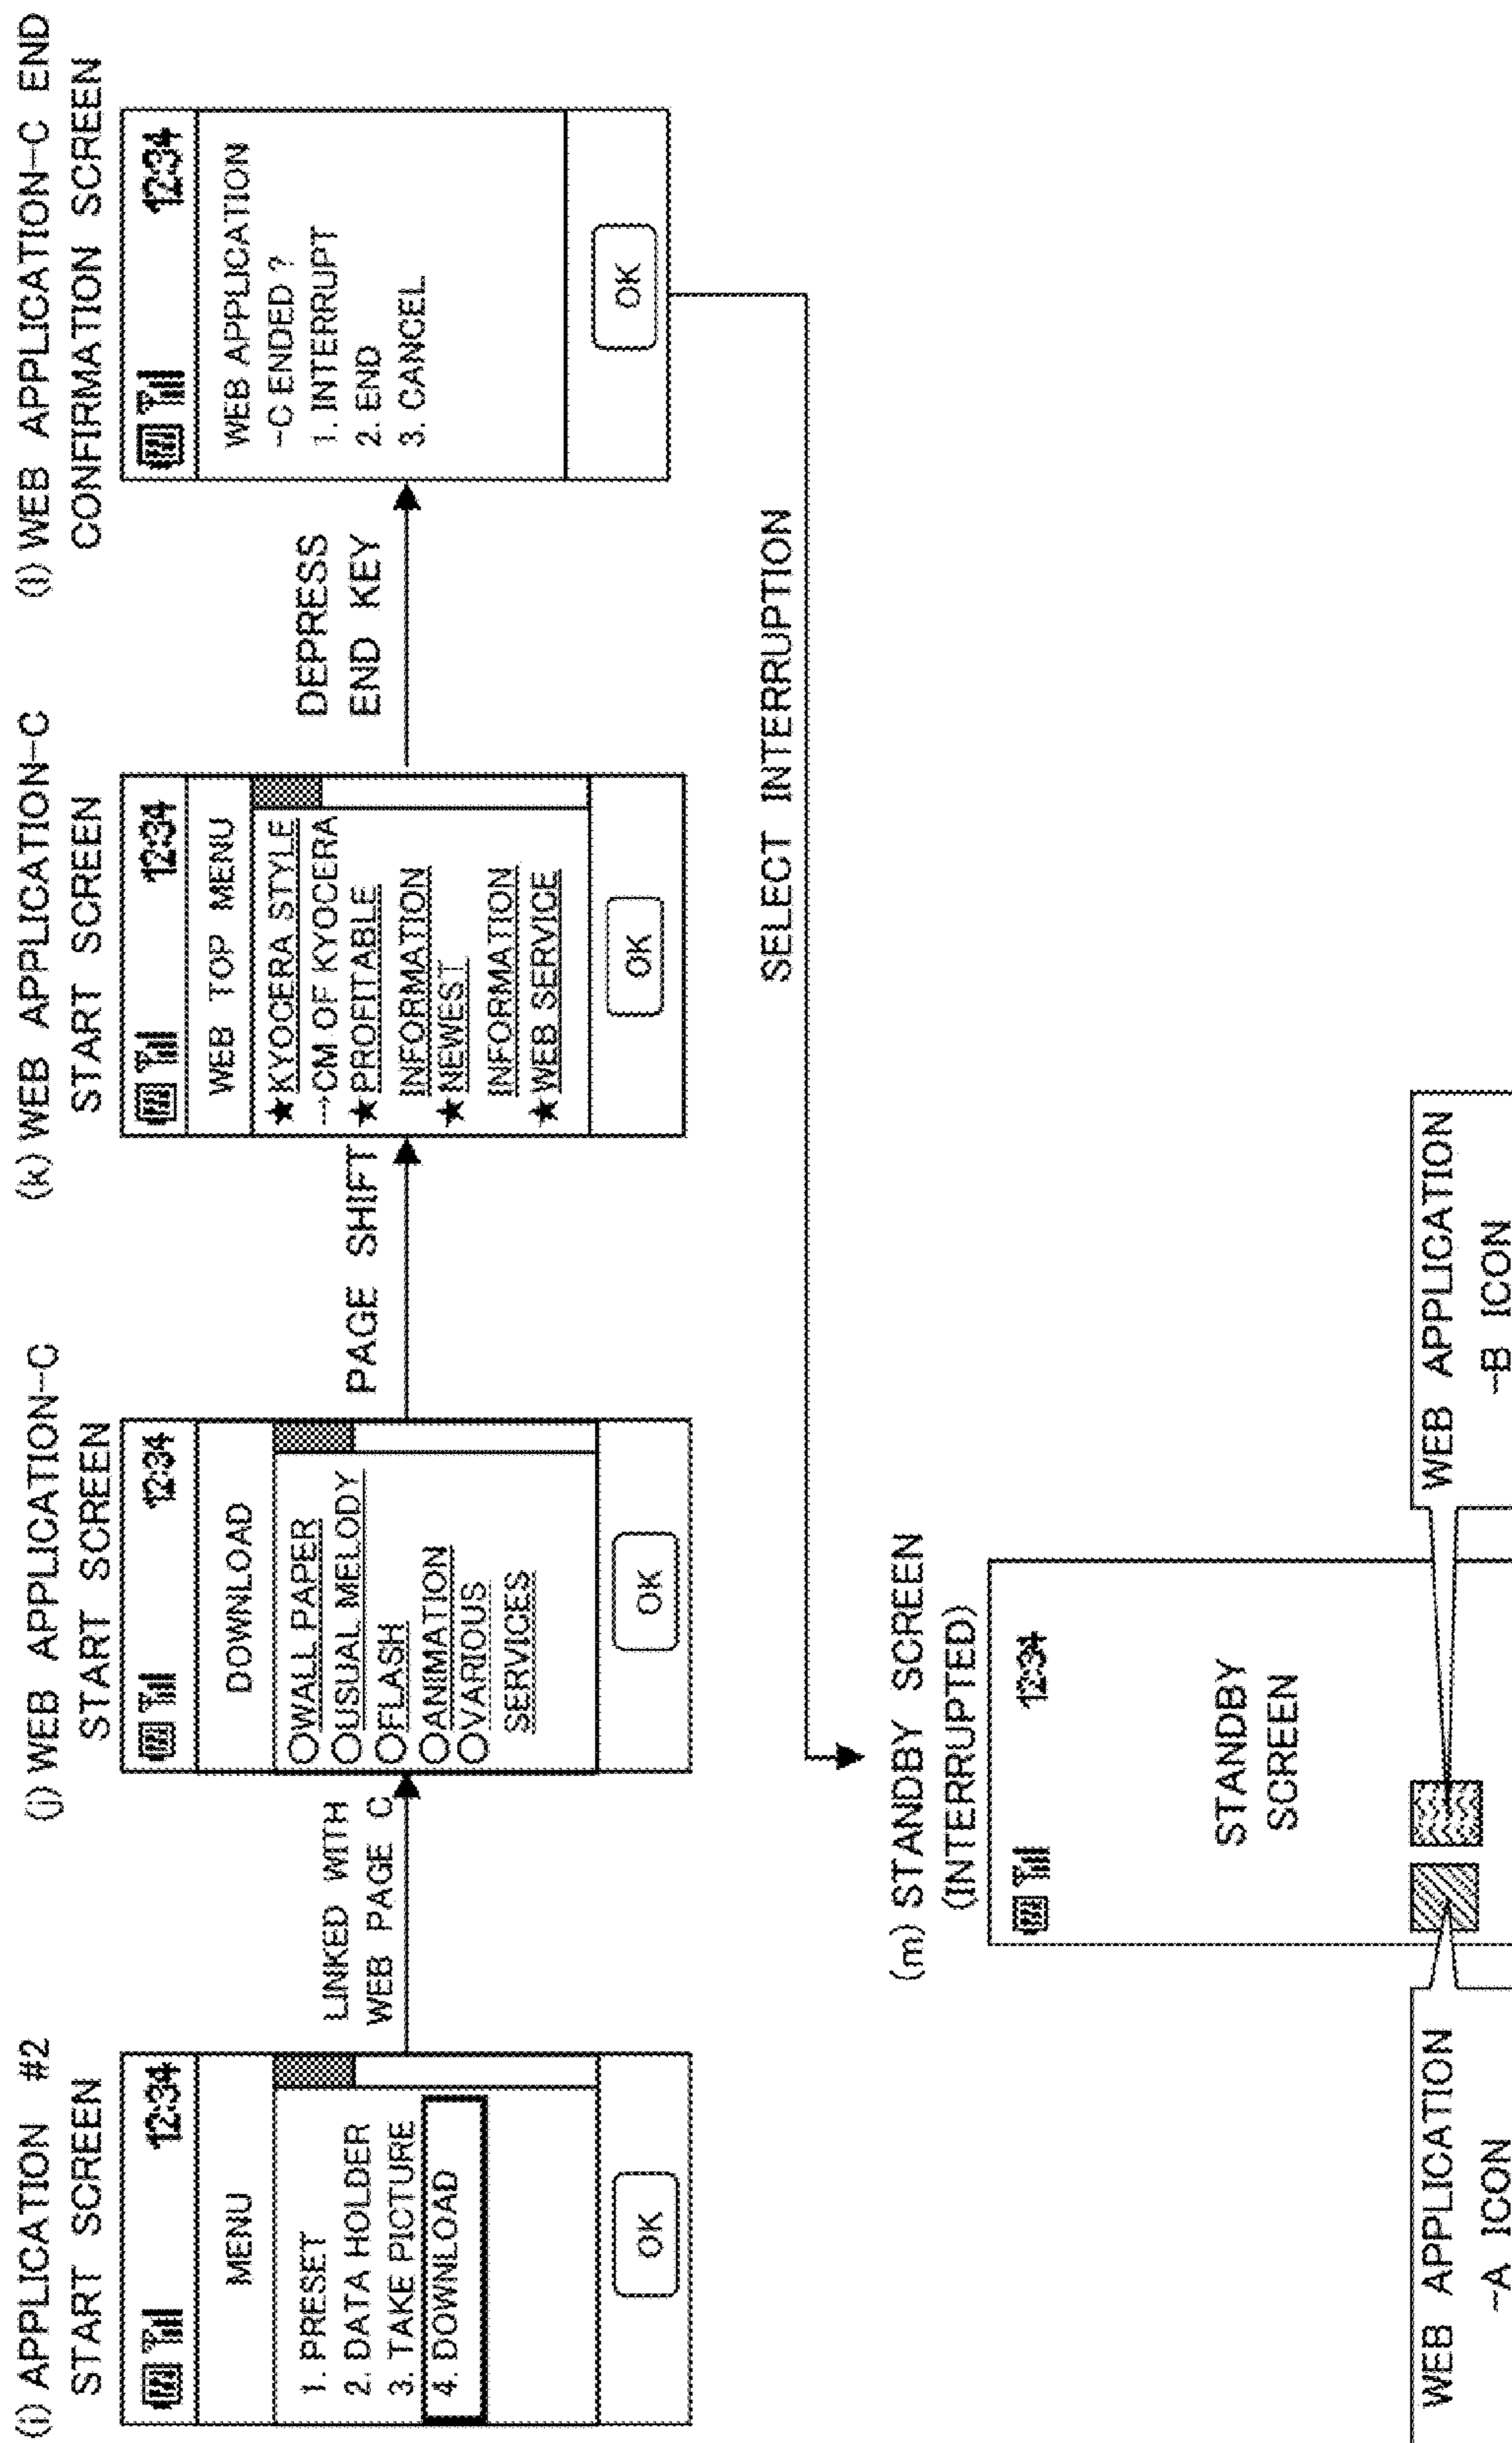 (i) APPLICATION #2
START SCREEN
12:34
MENU
1. PRESET
2. DATA HOLDER
3. TAKE PICTURE
4. DOWNLOAD
OK
LINKED WITH
WEB PAGE C
(j) WEB APPLICATION-C
START SCREEN
12:34
DOWNLOAD
○WALL PAPER
○USUAL MELODY
○FLASH
○ANIMATION
○VARIOUS
SERVICES
OK
PAGE SHIFT
(k) WEB APPLICATION-C
START SCREEN
12:34
WEB TOP MENU
★KYOCERA STYLE
→CM OF KYOCERA
★PROFITABLE
INFORMATION
★NEWEST
INFORMATION
★WEB SERVICE
OK
DEPRESS
END KEY
(l) WEB APPLICATION-C END
CONFIRMATION SCREEN
12:34
WEB APPLICATION
-C ENDED ?
1. INTERRUPT
2. END
3. CANCEL
OK
SELECT INTERRUPTION
(m) STANDBY SCREEN
(INTERRUPTED)
12:34
STANDBY
SCREEN
WEB APPLICATION
-A ICON
WEB APPLICATION
-B ICON